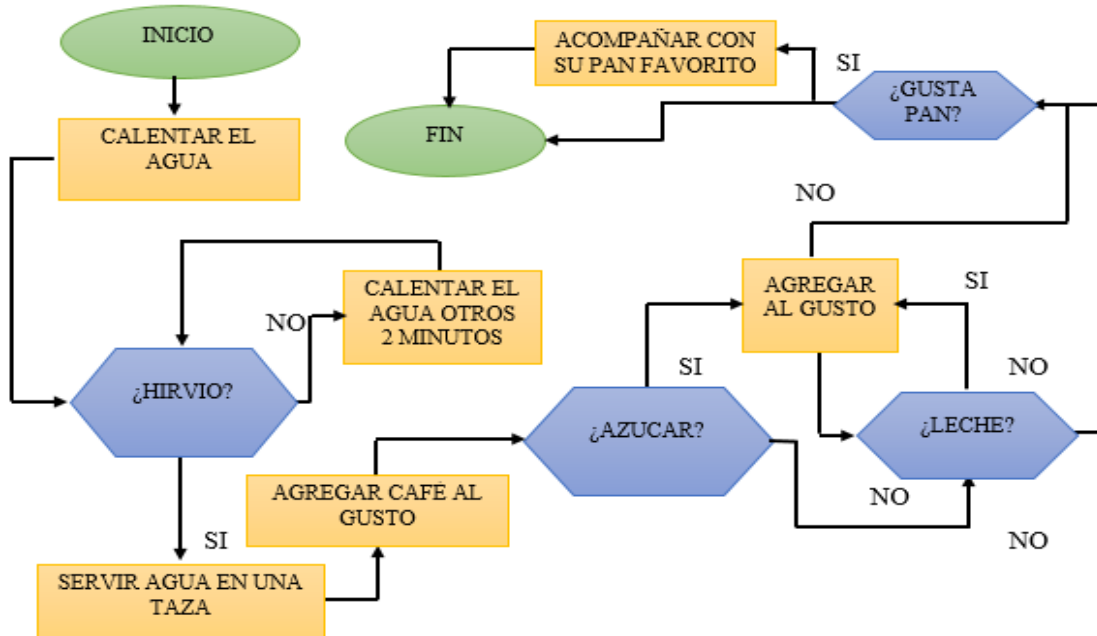 INICIO
CALENTAR EL
AGUA
¿HIRVIO?
NO
CALENTAR EL
AGUA OTROS
2 MINUTOS
SI
SERVIR AGUA EN UNA
TAZA
AGREGAR CAFÉ AL
GUSTO
¿AZUCAR?
SI
NO
AGREGAR
AL GUSTO
¿LECHE?
SI
NO
NO
NO
¿GUSTA
PAN?
SI
ACOMPAÑAR CON
SU PAN FAVORITO
FIN